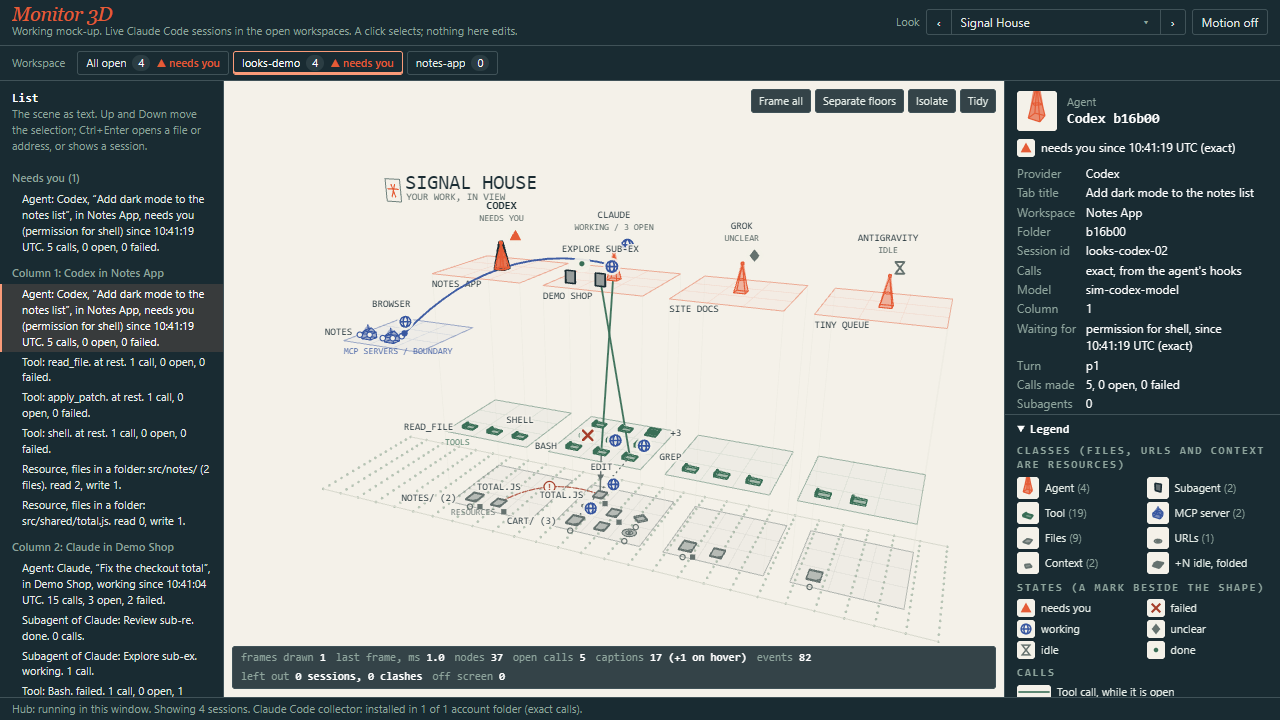 Monitor 3D
Working mock-up. Live Claude Code sessions in the open workspaces. A click selects; nothing here edits.
Look
‹
Signal House
›
Motion off
Workspace
All open 4 needs you
looks-demo 4 needs you
notes-app 0
List
The scene as text. Up and Down move
the selection; Ctrl+Enter opens a file or
address, or shows a session.
Needs you (1)
Agent: Codex, "Add dark mode to the
notes list", in Notes App, needs you
(permission for shell) since 10:41:19
UTC. 5 calls, 0 open, 0 failed.
Column 1: Codex in Notes App
Agent: Codex, "Add dark mode to the
notes list", in Notes App, needs you
(permission for shell) since 10:41:19
UTC. 5 calls, 0 open, 0 failed.
Tool: read_file. at rest. 1 call, 0 open, 0
failed.
Tool: apply_patch. at rest. 1 call, 0
open, 0 failed.
Tool: shell. at rest. 1 call, 0 open, 0
failed.
Resource, files in a folder: src/notes/ (2
files). read 2, write 1.
Resource, files in a folder:
src/shared/total.js. read 0, write 1.
Column 2: Claude in Demo Shop
Agent: Claude, "Fix the checkout total",
in Demo Shop, working since 10:41:04
UTC. 15 calls, 3 open, 2 failed.
Subagent of Claude: Review sub-re.
done. 0 calls.
Subagent of Claude: Explore sub-ex.
working. 1 call.
Tool: Bash. failed. 1 call, 0 open, 1
Frame all
Separate floors
Isolate
Tidy
SIGNAL HOUSE
YOUR WORK, IN VIEW
CODEX
NEEDS YOU
CLAUDE
WORKING / 3 OPEN
EXPLORE SUB-EX
GROK
UNCLEAR
ANTIGRAVITY
IDLE
NOTES APP
DEMO SHOP
SITE DOCS
TINY QUEUE
BROWSER
NOTES
MCP SERVERS / BOUNDARY
READ_FILE
SHELL
TOOLS
BASH
+3
GREP
EDIT
NOTES/ (2)
TOTAL.JS
TOTAL.JS
RESOURCES
CART/ (3)
frames drawn 1 last frame, ms 1.0 nodes 37 open calls 5 captions 17 (+1 on hover) events 82
left out 0 sessions, 0 clashes off screen 0
Agent
Codex b16b00
needs you since 10:41:19 UTC (exact)
Provider Codex
Tab title Add dark mode to the notes list
Workspace Notes App
Folder b16b00
Session id looks-codex-02
Calls exact, from the agent's hooks
Model sim-codex-model
Column 1
Waiting for permission for shell, since
10:41:19 UTC (exact)
Turn p1
Calls made 5, 0 open, 0 failed
Subagents 0
Legend
CLASSES (FILES, URLS AND CONTEXT
ARE RESOURCES)
Agent (4)
Subagent (2)
Tool (19)
MCP server (2)
Files (9)
URLs (1)
Context (2)
+N idle, folded
STATES (A MARK BESIDE THE SHAPE)
needs you
failed
working
unclear
idle
done
CALLS
Tool call, while it is open
Hub: running in this window. Showing 4 sessions. Claude Code collector: installed in 1 of 1 account folder (exact calls).